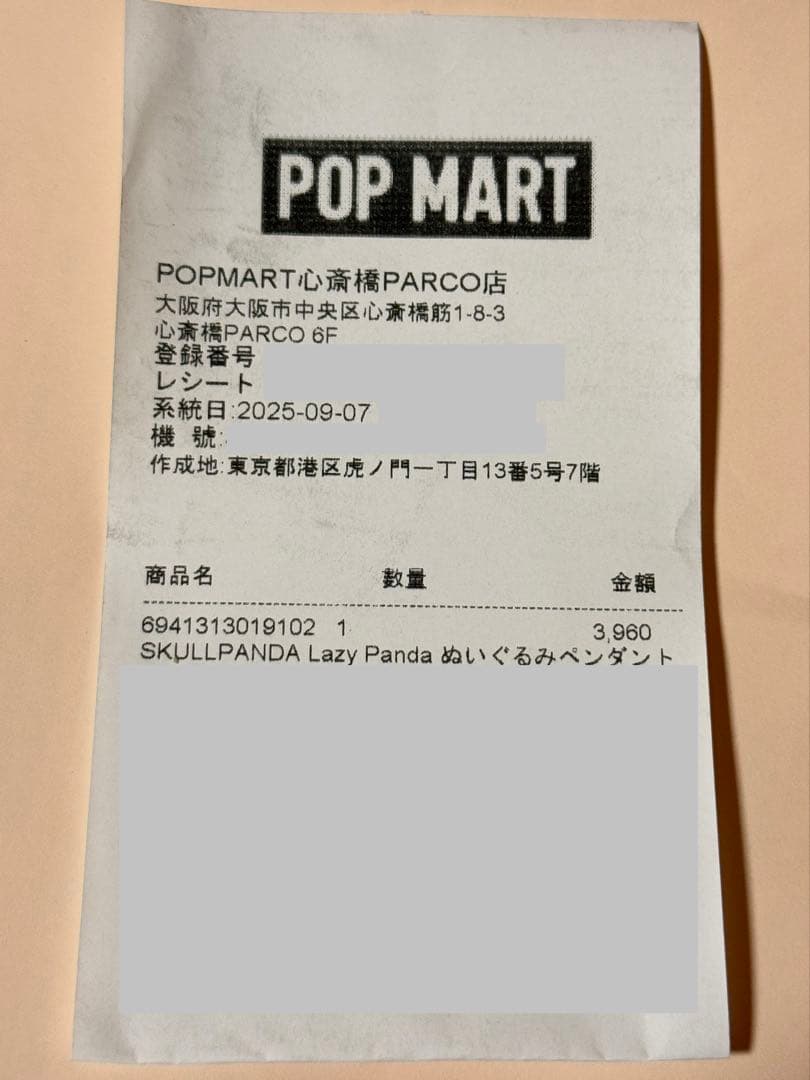 POP MART
POPMART心斎橋PARCO店
大阪府大阪市中央区心斎橋筋1-8-3
心斎橋PARCO 6F
登録番号
レシート
系統日:2025-09-07
機 號:
作成地:東京都港区虎ノ門一丁目13番5号7階
商品名 數量 金額
6941313019102 1 3,960
SKULLPANDA Lazy Panda ぬいぐるみペンダント